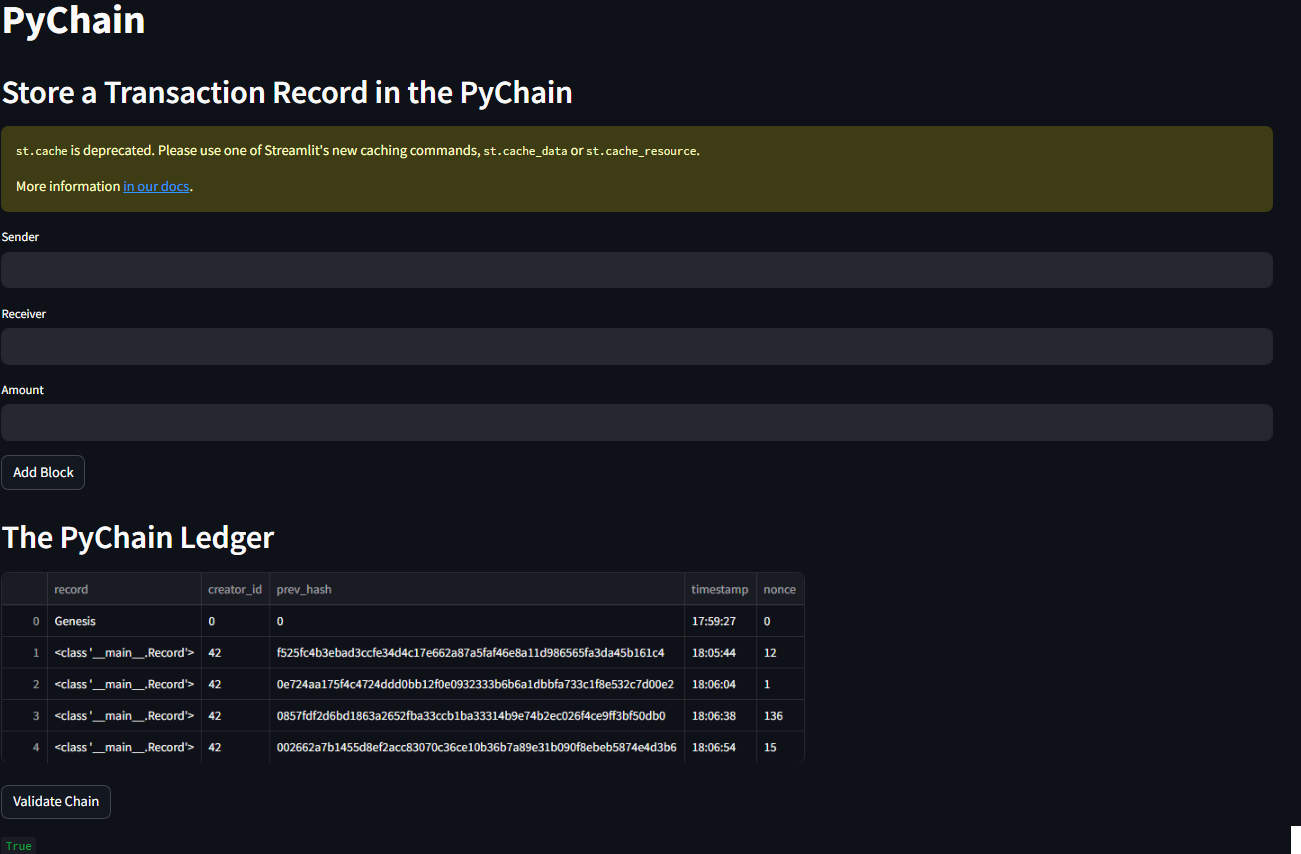 PyChain
Store a Transaction Record in the PyChain
st.cache is deprecated. Please use one of Streamlit's new caching commands, st.cache_data or st.cache_resource.
More information in our docs.
Sender
Receiver
Amount
Add Block
The PyChain Ledger
record creator_id prev_hash timestamp nonce
0 Genesis 0 0 17:59:27 0
1 <class '__main__.Record'> 42 f525fc4b3ebad3ccfe34d4c17e662a87a5faf46e8a11d986565fa3da45b161c4 18:05:44 12
2 <class '__main__.Record'> 42 0e724aa175f4c4724ddd0bb12f0e0932333b6b6a1dbbfa733c1f8e532c7d00e2 18:06:04 1
3 <class '__main__.Record'> 42 0857fdf2d6bd1863a2652fba33ccb1ba33314b9e74b2ec026f4ce9ff3bf50db0 18:06:38 136
4 <class '__main__.Record'> 42 002662a7b1455d8ef2acc83070c36ce10b36b7a89e31b090f8ebeb5874e4d3b6 18:06:54 15
Validate Chain
True